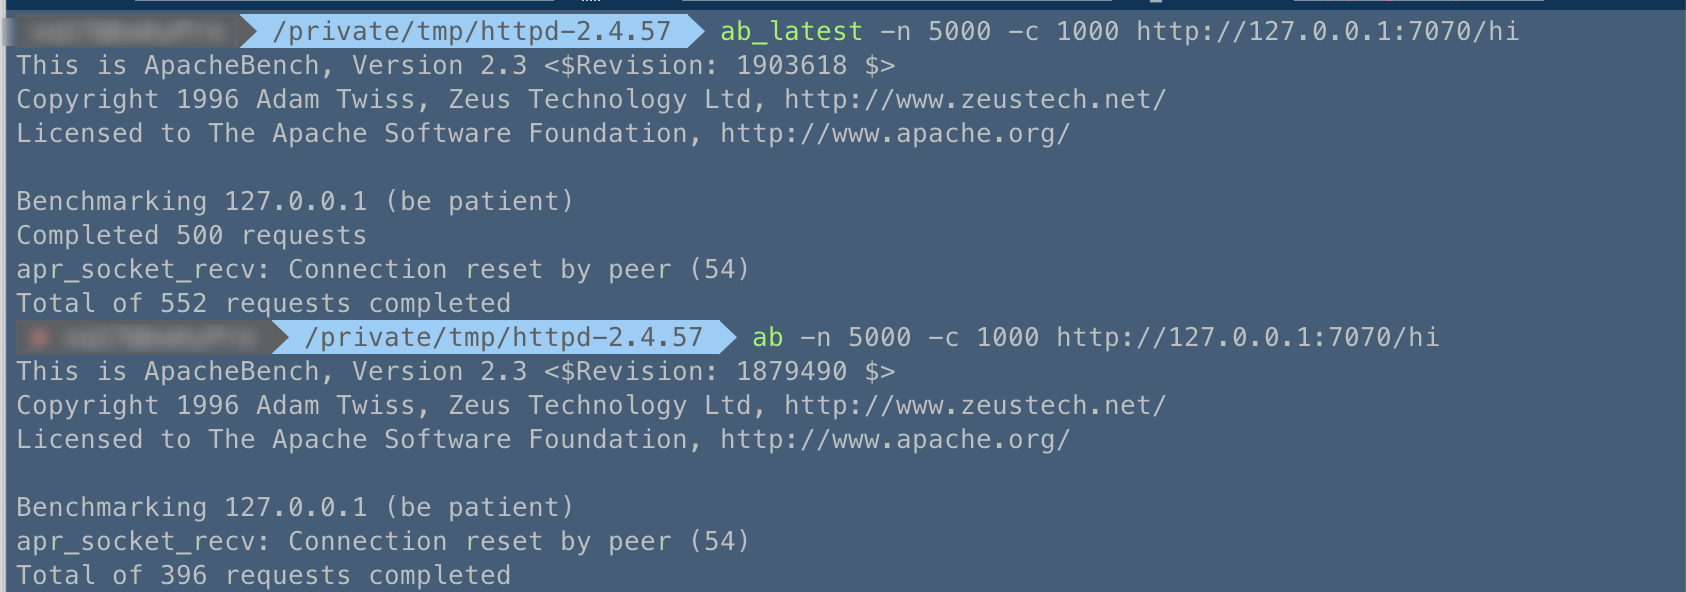 /private/tmp/httpd-2.4.57 ab_latest -n 5000 -c 1000 http://127.0.0.1:7070/hi
This is ApacheBench, Version 2.3 <$Revision: 1903618 $>
Copyright 1996 Adam Twiss, Zeus Technology Ltd, http://www.zeustech.net/
Licensed to The Apache Software Foundation, http://www.apache.org/

Benchmarking 127.0.0.1 (be patient)
Completed 500 requests
apr_socket_recv: Connection reset by peer (54)
Total of 552 requests completed
/private/tmp/httpd-2.4.57 ab -n 5000 -c 1000 http://127.0.0.1:7070/hi
This is ApacheBench, Version 2.3 <$Revision: 1879490 $>
Copyright 1996 Adam Twiss, Zeus Technology Ltd, http://www.zeustech.net/
Licensed to The Apache Software Foundation, http://www.apache.org/

Benchmarking 127.0.0.1 (be patient)
apr_socket_recv: Connection reset by peer (54)
Total of 396 requests completed